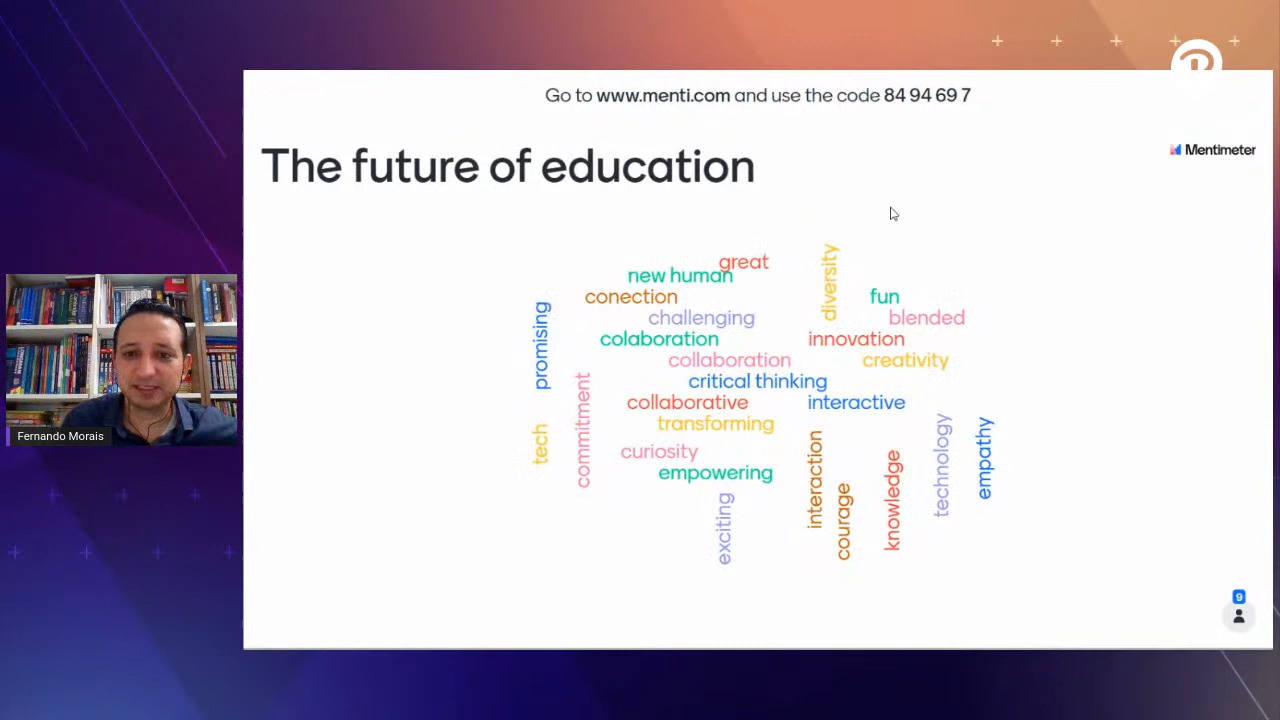 Go to www.menti.com and use the code 84 94 69 7
Mentimeter
The future of education
great
new human
diversity
conection
fun
promising
challenging
blended
colaboration
innovation
collaboration
creativity
critical thinking
commitment
collaborative
interactive
tech
transforming
technology
empathy
curiosity
interaction
empowering
knowledge
courage
exciting
Fernando Morais
9